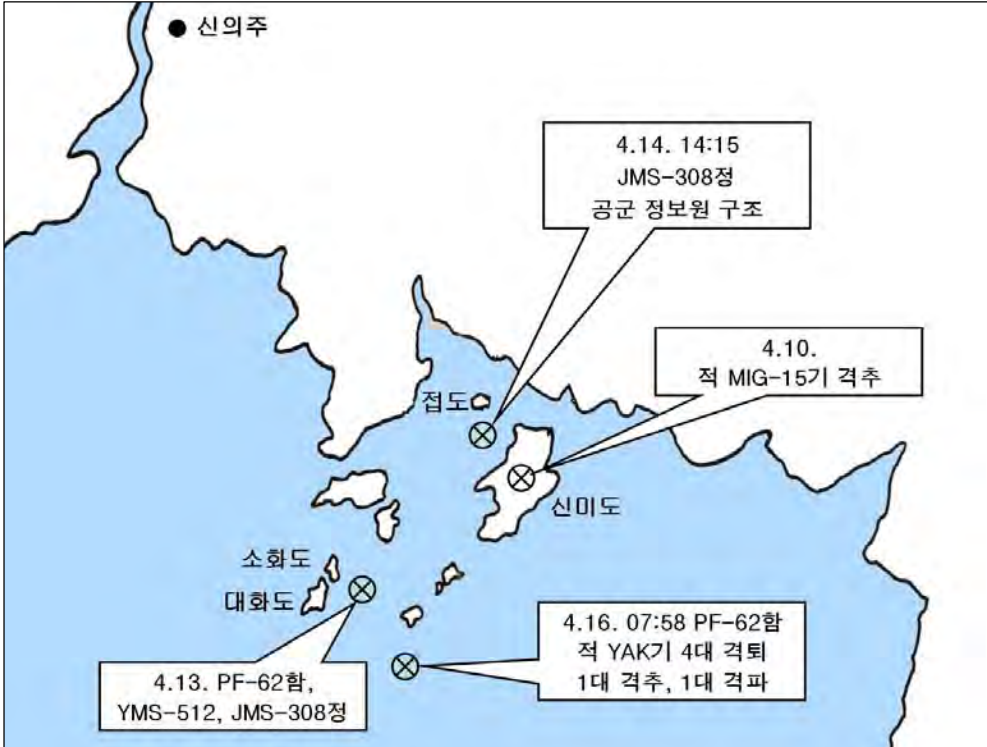 신의주
4.14. 14:15
JMS-308정
공군 정보원 구조
4.10.
적 MIG-15기 격추
접도
신미도
소화도
대화도
4.16. 07:58 PF-62함
적 YAK기 4대 격퇴
1대 격추, 1대 격파
4.13. PF-62함,
YMS-512, JMS-308정